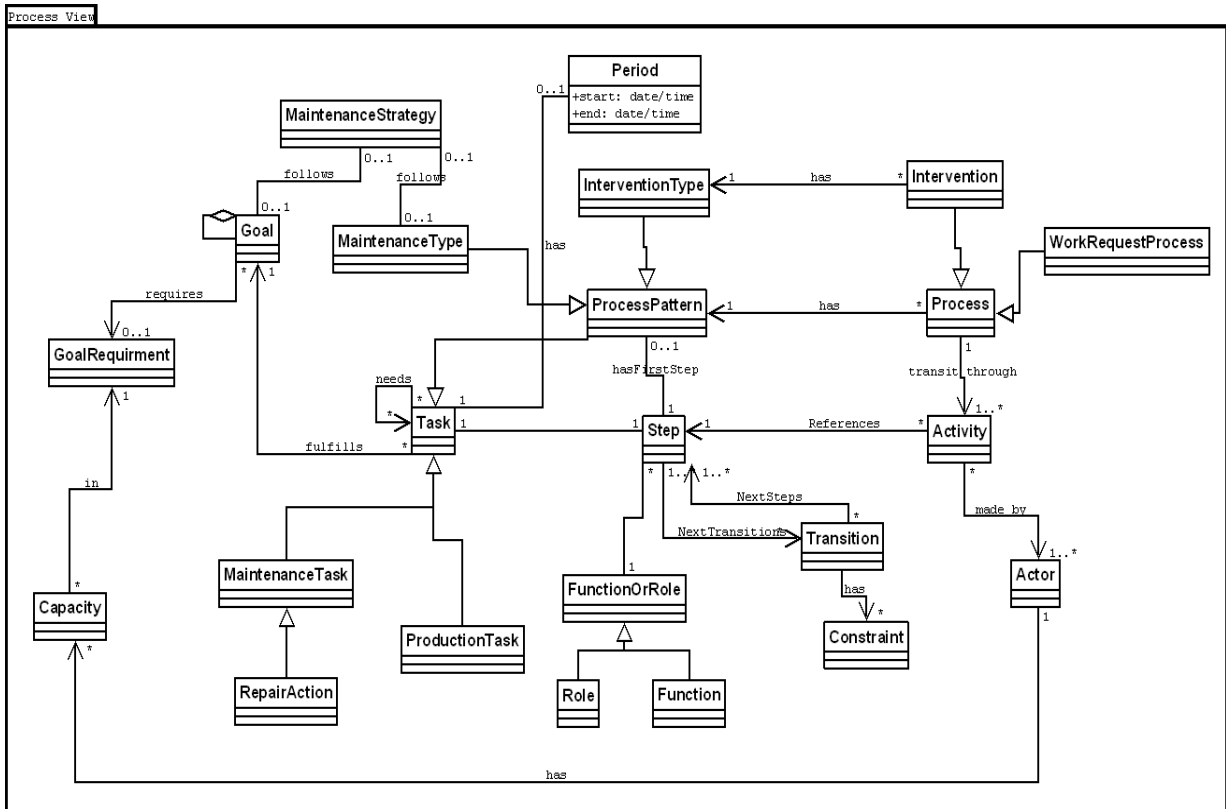 Process View
Period
+start: date/time
+end: date/time
0..1
MaintenanceStrategy
0..1
0..1
follows
follows
0..1
0..1
Goal
MaintenanceType
InterventionType
1
has
*
Intervention
WorkRequestProcess
has
*
1
requires
0..1
GoalRequirment
1
ProcessPattern
1
has
*
Process
0..1
1
hasFirstStep
transit through
needs
*
*
Task
1
1
1
1
Step
1
References
*
1..*
Activity
fulfills
*
*
1..
1..*
*
NextSteps
*
NextTransitions
*
Transition
made by
1..*
in
*
Capacity
*
MaintenanceTask
1
FunctionOrRole
has
*
Constraint
Actor
1
ProductionTask
RepairAction
Role
Function
has